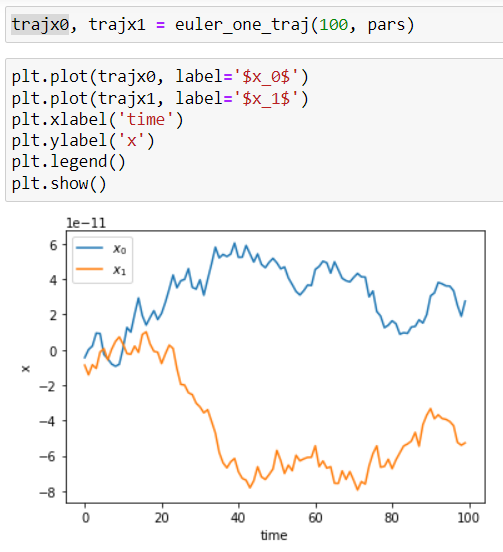 trajx0, trajx1 = euler_one_traj(100, pars)
plt.plot(trajx0, label='$x_0$')
plt.plot(trajx1, label='$x_1$')
plt.xlabel('time')
plt.ylabel('x')
plt.legend()
plt.show()
1e−11
x₀
x₁
6
4
2
0
−2
−4
−6
−8
x
0 20 40 60 80 100
time